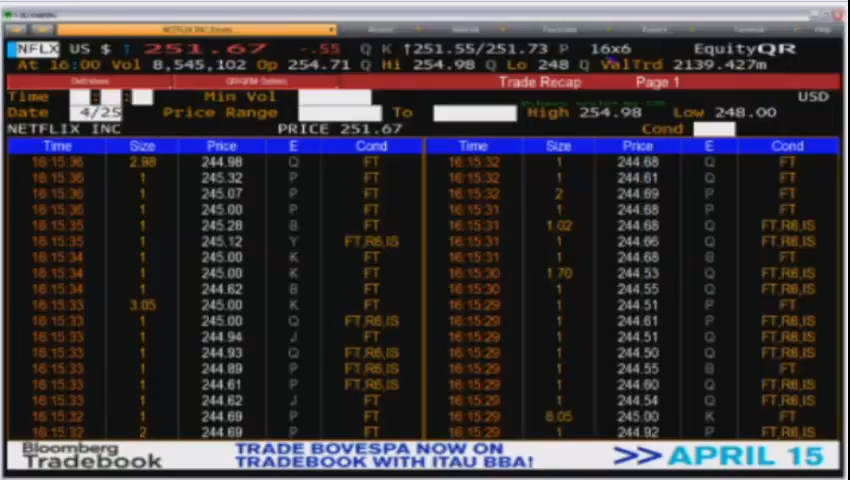 NFLX US $ ↑ 251.67 -.55 Q K ↑251.55/251.73 P 16x6 EquityQR
At 16:00 Vol 8,545,102 Op 254.71 Q Hi 254.98 Q Lo 248 Q ValTrd 2139.427m
Trade Recap Page 1
Time : : Min Vol USD
Date 4/25 Price Range To High 254.98 Low 248.00
NETFLIX INC PRICE 251.67 Cond
Time Size Price E Cond Time Size Price E Cond
16:15:36 2.98 244.98 Q FT 16:15:32 1 244.68 Q FT
16:15:36 1 245.32 P FT 16:15:32 1 244.61 Q FT
16:15:36 1 245.07 P FT 16:15:32 2 244.69 P FT
16:15:36 1 245.00 P FT 16:15:31 1 244.68 P FT
16:15:35 1 245.28 B FT 16:15:31 1.02 244.68 Q FT,R6,IS
16:15:35 1 245.12 Y FT,R6,IS 16:15:31 1 244.66 Q FT,R6,IS
16:15:34 1 245.00 K FT 16:15:31 1 244.68 B FT
16:15:34 1 245.00 K FT 16:15:30 1.70 244.53 Q FT,R6,IS
16:15:34 1 244.62 B FT 16:15:29 1 244.55 Q FT,R6,IS
16:15:33 3.05 245.00 K FT 16:15:29 1 244.51 P FT
16:15:33 1 245.00 Q FT,R6,IS 16:15:29 1 244.61 P FT,R6,IS
16:15:33 1 244.94 J FT 16:15:29 1 244.51 Q FT,R6,IS
16:15:33 1 244.93 Q FT,R6,IS 16:15:29 1 244.50 Q FT,R6,IS
16:15:33 1 244.89 P FT,R6,IS 16:15:29 1 244.55 B FT
16:15:33 1 244.61 P FT,R6,IS 16:15:29 1 244.60 Q FT,R6,IS
16:15:33 1 244.62 J FT 16:15:29 1 244.54 Q FT,R6,IS
16:15:32 1 244.69 P FT 16:15:29 6.05 245.00 K FT
16:15:32 2 244.69 P FT 16:15:29 1 244.92 P FT,R6,IS
Bloomberg
Tradebook
TRADE BOVESPA NOW ON
TRADEBOOK WITH ITAU BBA!
>> APRIL 15